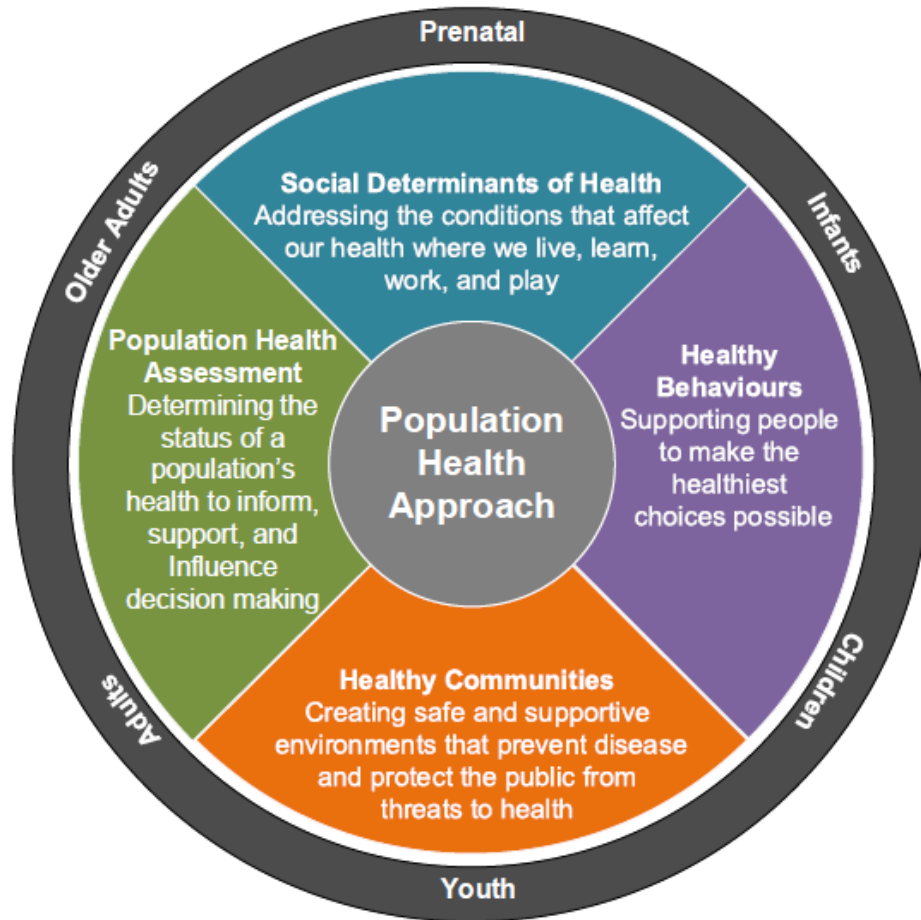 Prenatal
Infants
Children
Youth
Adults
Older Adults
Social Determinants of Health
Addressing the conditions that affect
our health where we live, learn,
work, and play
Healthy
Behaviours
Supporting people
to make the
healthiest
choices possible
Healthy Communities
Creating safe and supportive
environments that prevent disease
and protect the public from
threats to health
Population Health
Assessment
Determining the
status of a
population's
health to inform,
support, and
Influence
decision making
Population
Health
Approach